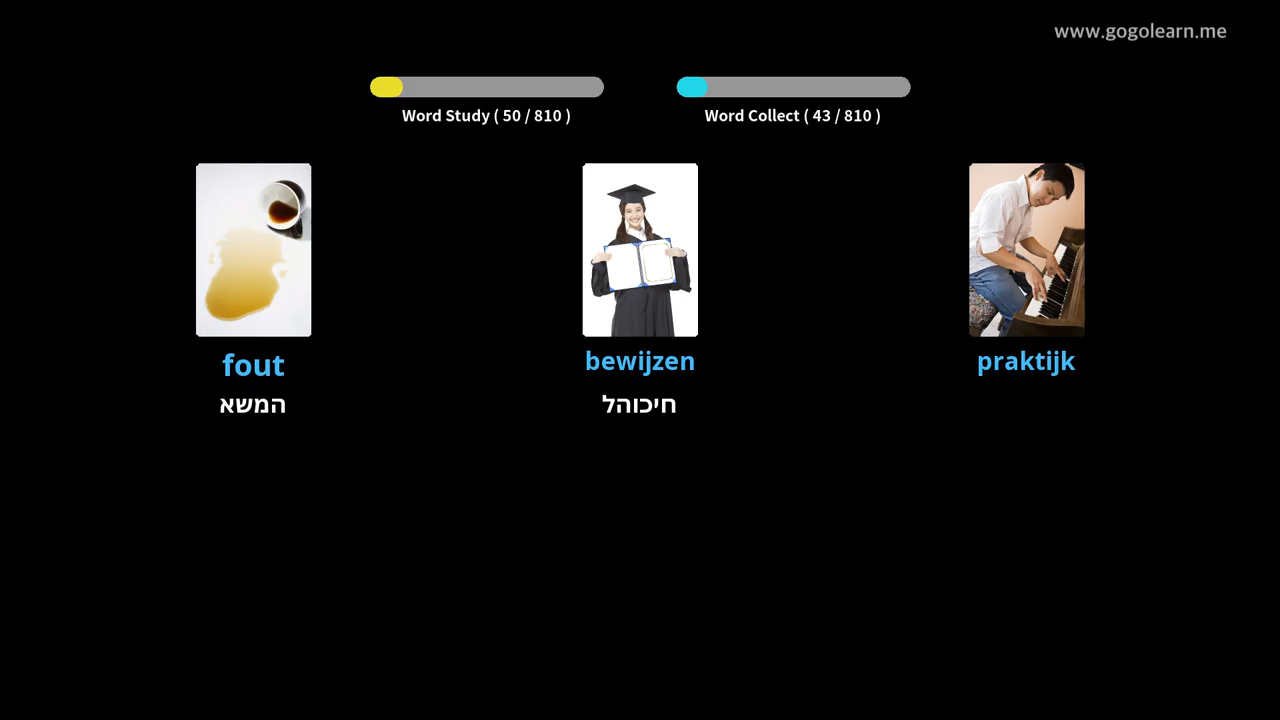 www.gogolearn.me
Word Study ( 50 / 810 )
Word Collect ( 43 / 810 )
fout
bewijzen
praktijk
המשא
חיכוהל